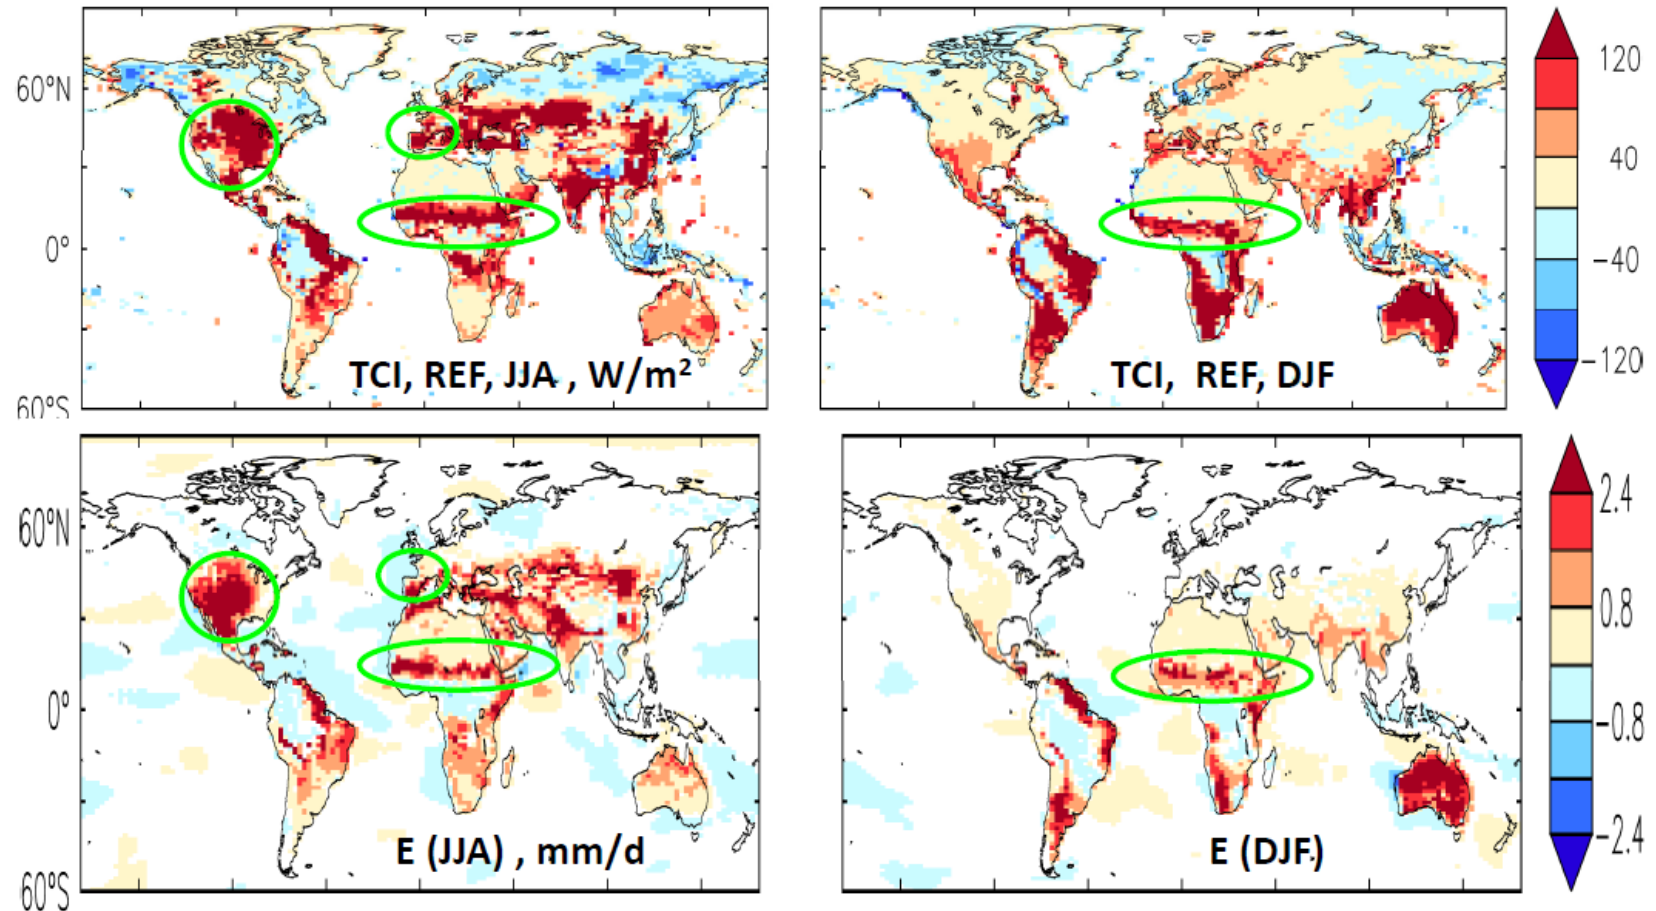 60°N
0°
60°S
TCI, REF, JJA , W/m²
TCI, REF, DJF
120
40
-40
-120
60°N
0°
60°S
E (JJA) , mm/d
E (DJF)
2.4
0.8
-0.8
-2.4